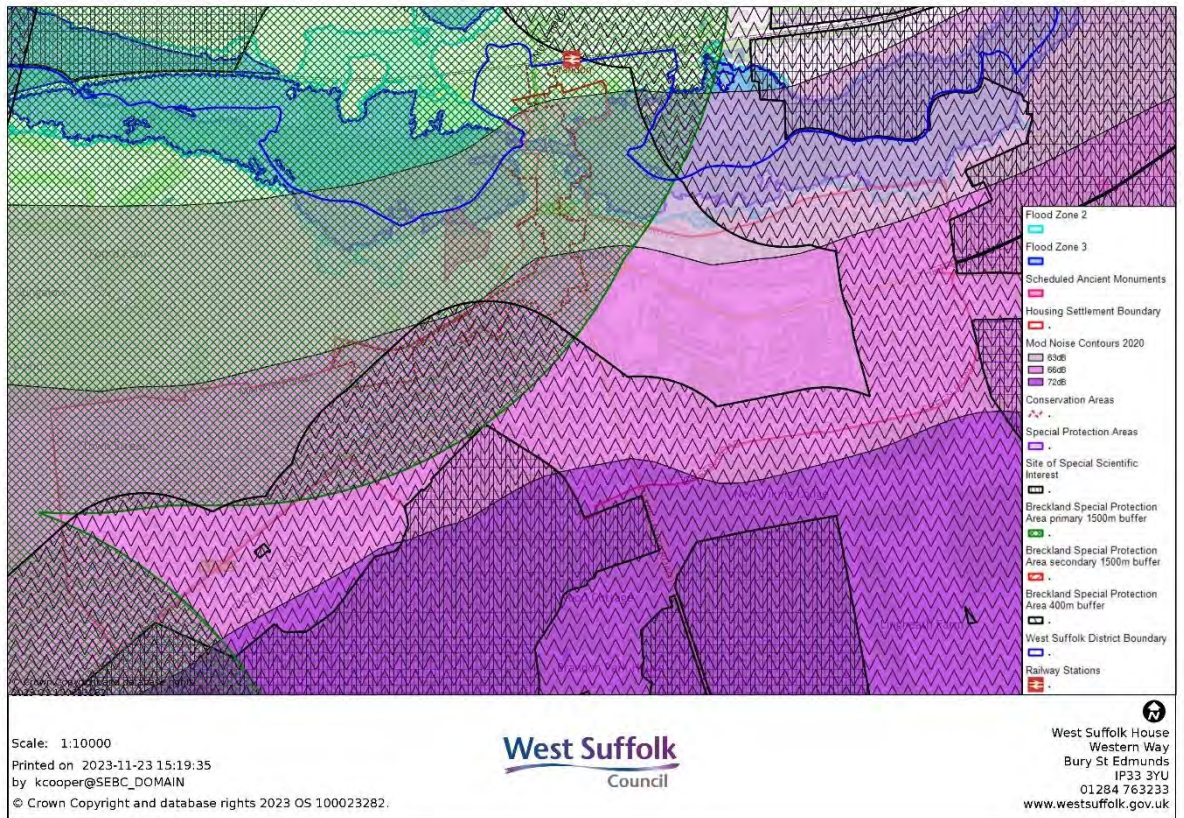 Brandon
Flood Zone 2
Flood Zone 3
Scheduled Ancient Monuments
Housing Settlement Boundary
Mod Noise Contours 2020
63dB
66dB
72dB
Conservation Areas
Special Protection Areas
Site of Special Scientific
Interest
Breckland Special Protection
Area primary 1500m buffer
Breckland Special Protection
Area secondary 1500m buffer
Breckland Special Protection
Area 400m buffer
West Suffolk District Boundary
Railway Stations
Scale: 1:10000
Printed on 2023-11-23 15:19:35
by kcooper@SEBC_DOMAIN
© Crown Copyright and database rights 2023 OS 100023282.
West Suffolk
Council
N
West Suffolk House
Western Way
Bury St Edmunds
IP33 3YU
01284 763233
www.westsuffolk.gov.uk